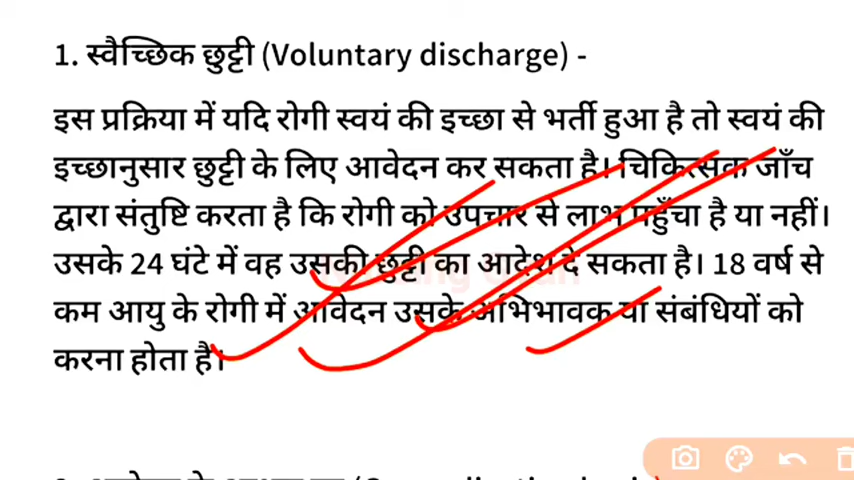 1. स्वैच्छिक छुट्टी (Voluntary discharge) -
इस प्रक्रिया में यदि रोगी स्वयं की इच्छा से भर्ती हुआ है तो स्वयं की
इच्छानुसार छुट्टी के लिए आवेदन कर सकता है। चिकित्सक जाँच
द्वारा संतुष्टि करता है कि रोगी को उपचार से लाभ पहुँचा है या नहीं।
उसके 24 घंटे में वह उसकी छुट्टी का आदेश दे सकता है। 18 वर्ष से
कम आयु के रोगी में आवेदन उसके अभिभावक या संबंधियों को
करना होता है।